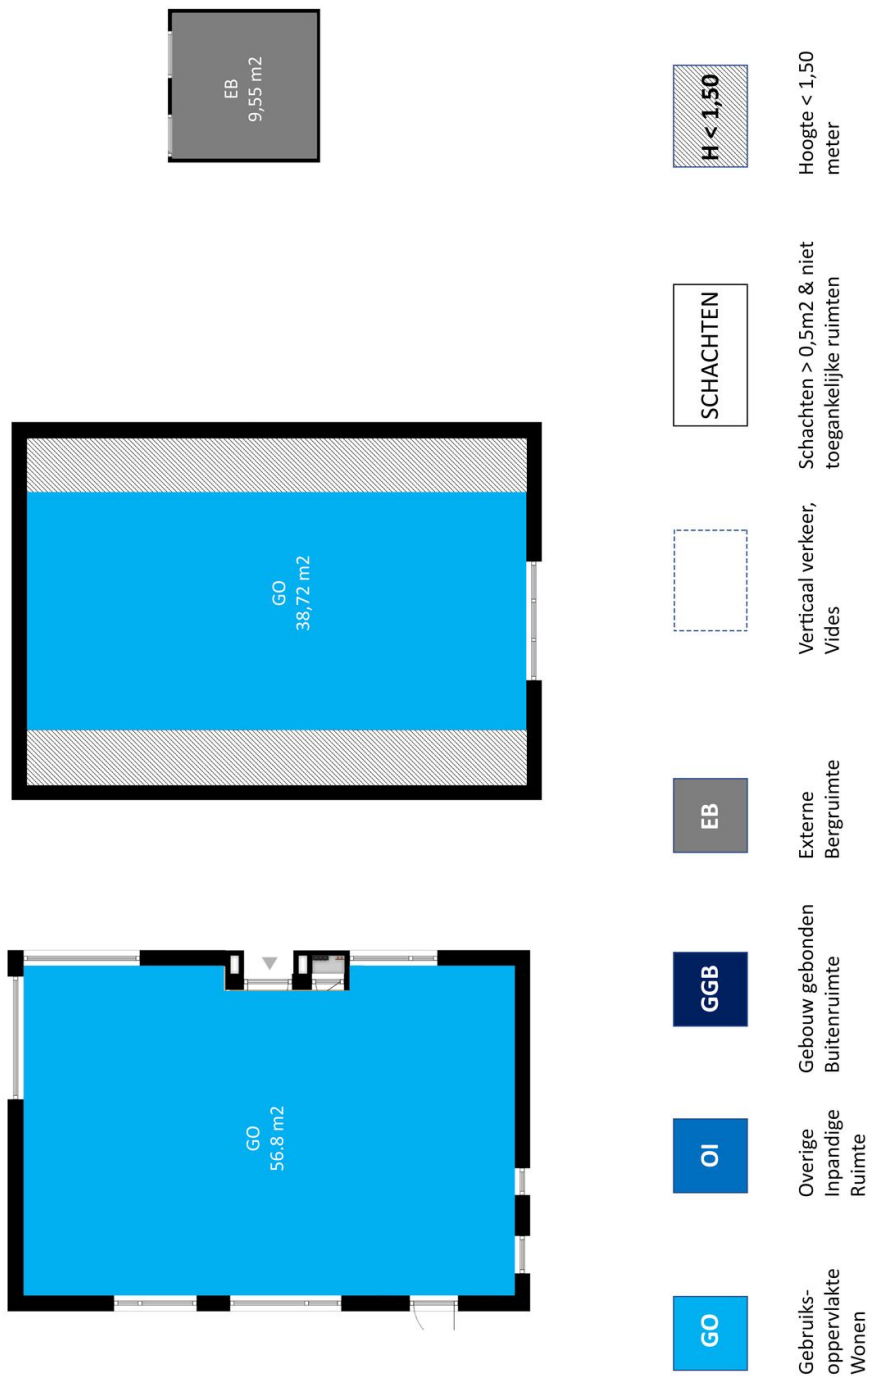 GO
56.8 m2
GO
38,72 m2
EB
9,55 m2
GO
Gebruiks-
oppervlakte
Wonen
OI
Overige
Inpandige
Ruimte
GGB
Gebouw gebonden
Buitenruimte
EB
Externe
Bergruimte
Verticaal verkeer,
Vides
SCHACHTEN
Schachten > 0,5m2 & niet
toegankelijke ruimten
H < 1,50
Hoogte < 1,50
meter